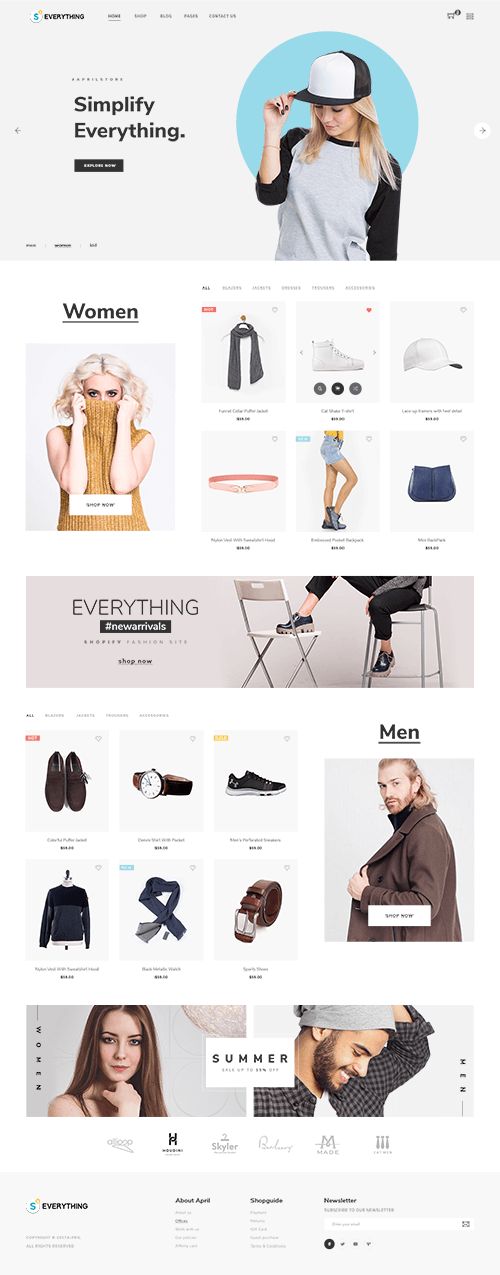 S EVERYTHING
HOME SHOP BLOG PAGES CONTACT US
#APRILSTORE
Simplify
Everything.
EXPLORE NOW
men women kid
Women
ALL BLAZERS JACKETS DRESSES TROUSERS ACCESSORIES
HOT
Funnel Collar Puffer Jacket
$59.00
Cat Shake T-shirt
$59.00
Lace-up trainers with feet velvet
$59.00
SHOP NOW
NEW
Nylon Vest With Sweatshirt Hood
$59.00
Embossed Pocket Backpack
$59.00
Mini BackPack
$59.00
EVERYTHING
#newarrivals
SHOPIFY FASHION SITE
shop now
ALL BLAZERS JACKETS TROUSERS ACCESSORIES
Men
HOT
SALE
Colorful Puffer Jacket
$59.00
Denim Shirt With Pocket
$59.00
Men's Perforated Sneakers
$59.00
NEW
SHOP NOW
Nylon Vest With Sweatshirt Hood
$59.00
Black Metallic Watch
$59.00
Sports Shoes
$59.00
WOMEN
SUMMER
SALE UP TO 25% OFF
MEN
HOUDINI
Skyler
Burberry
MADE
S EVERYTHING
About April
About us
Offices
Work with us
Our policies
Affinity card
Shopguide
Payment
Returns
Gift Card
Speed purchase
Terms & Conditions
Newsletter
SUBSCRIBE TO OUR NEWSLETTER
Enter your email
ALL RIGHTS RESERVED